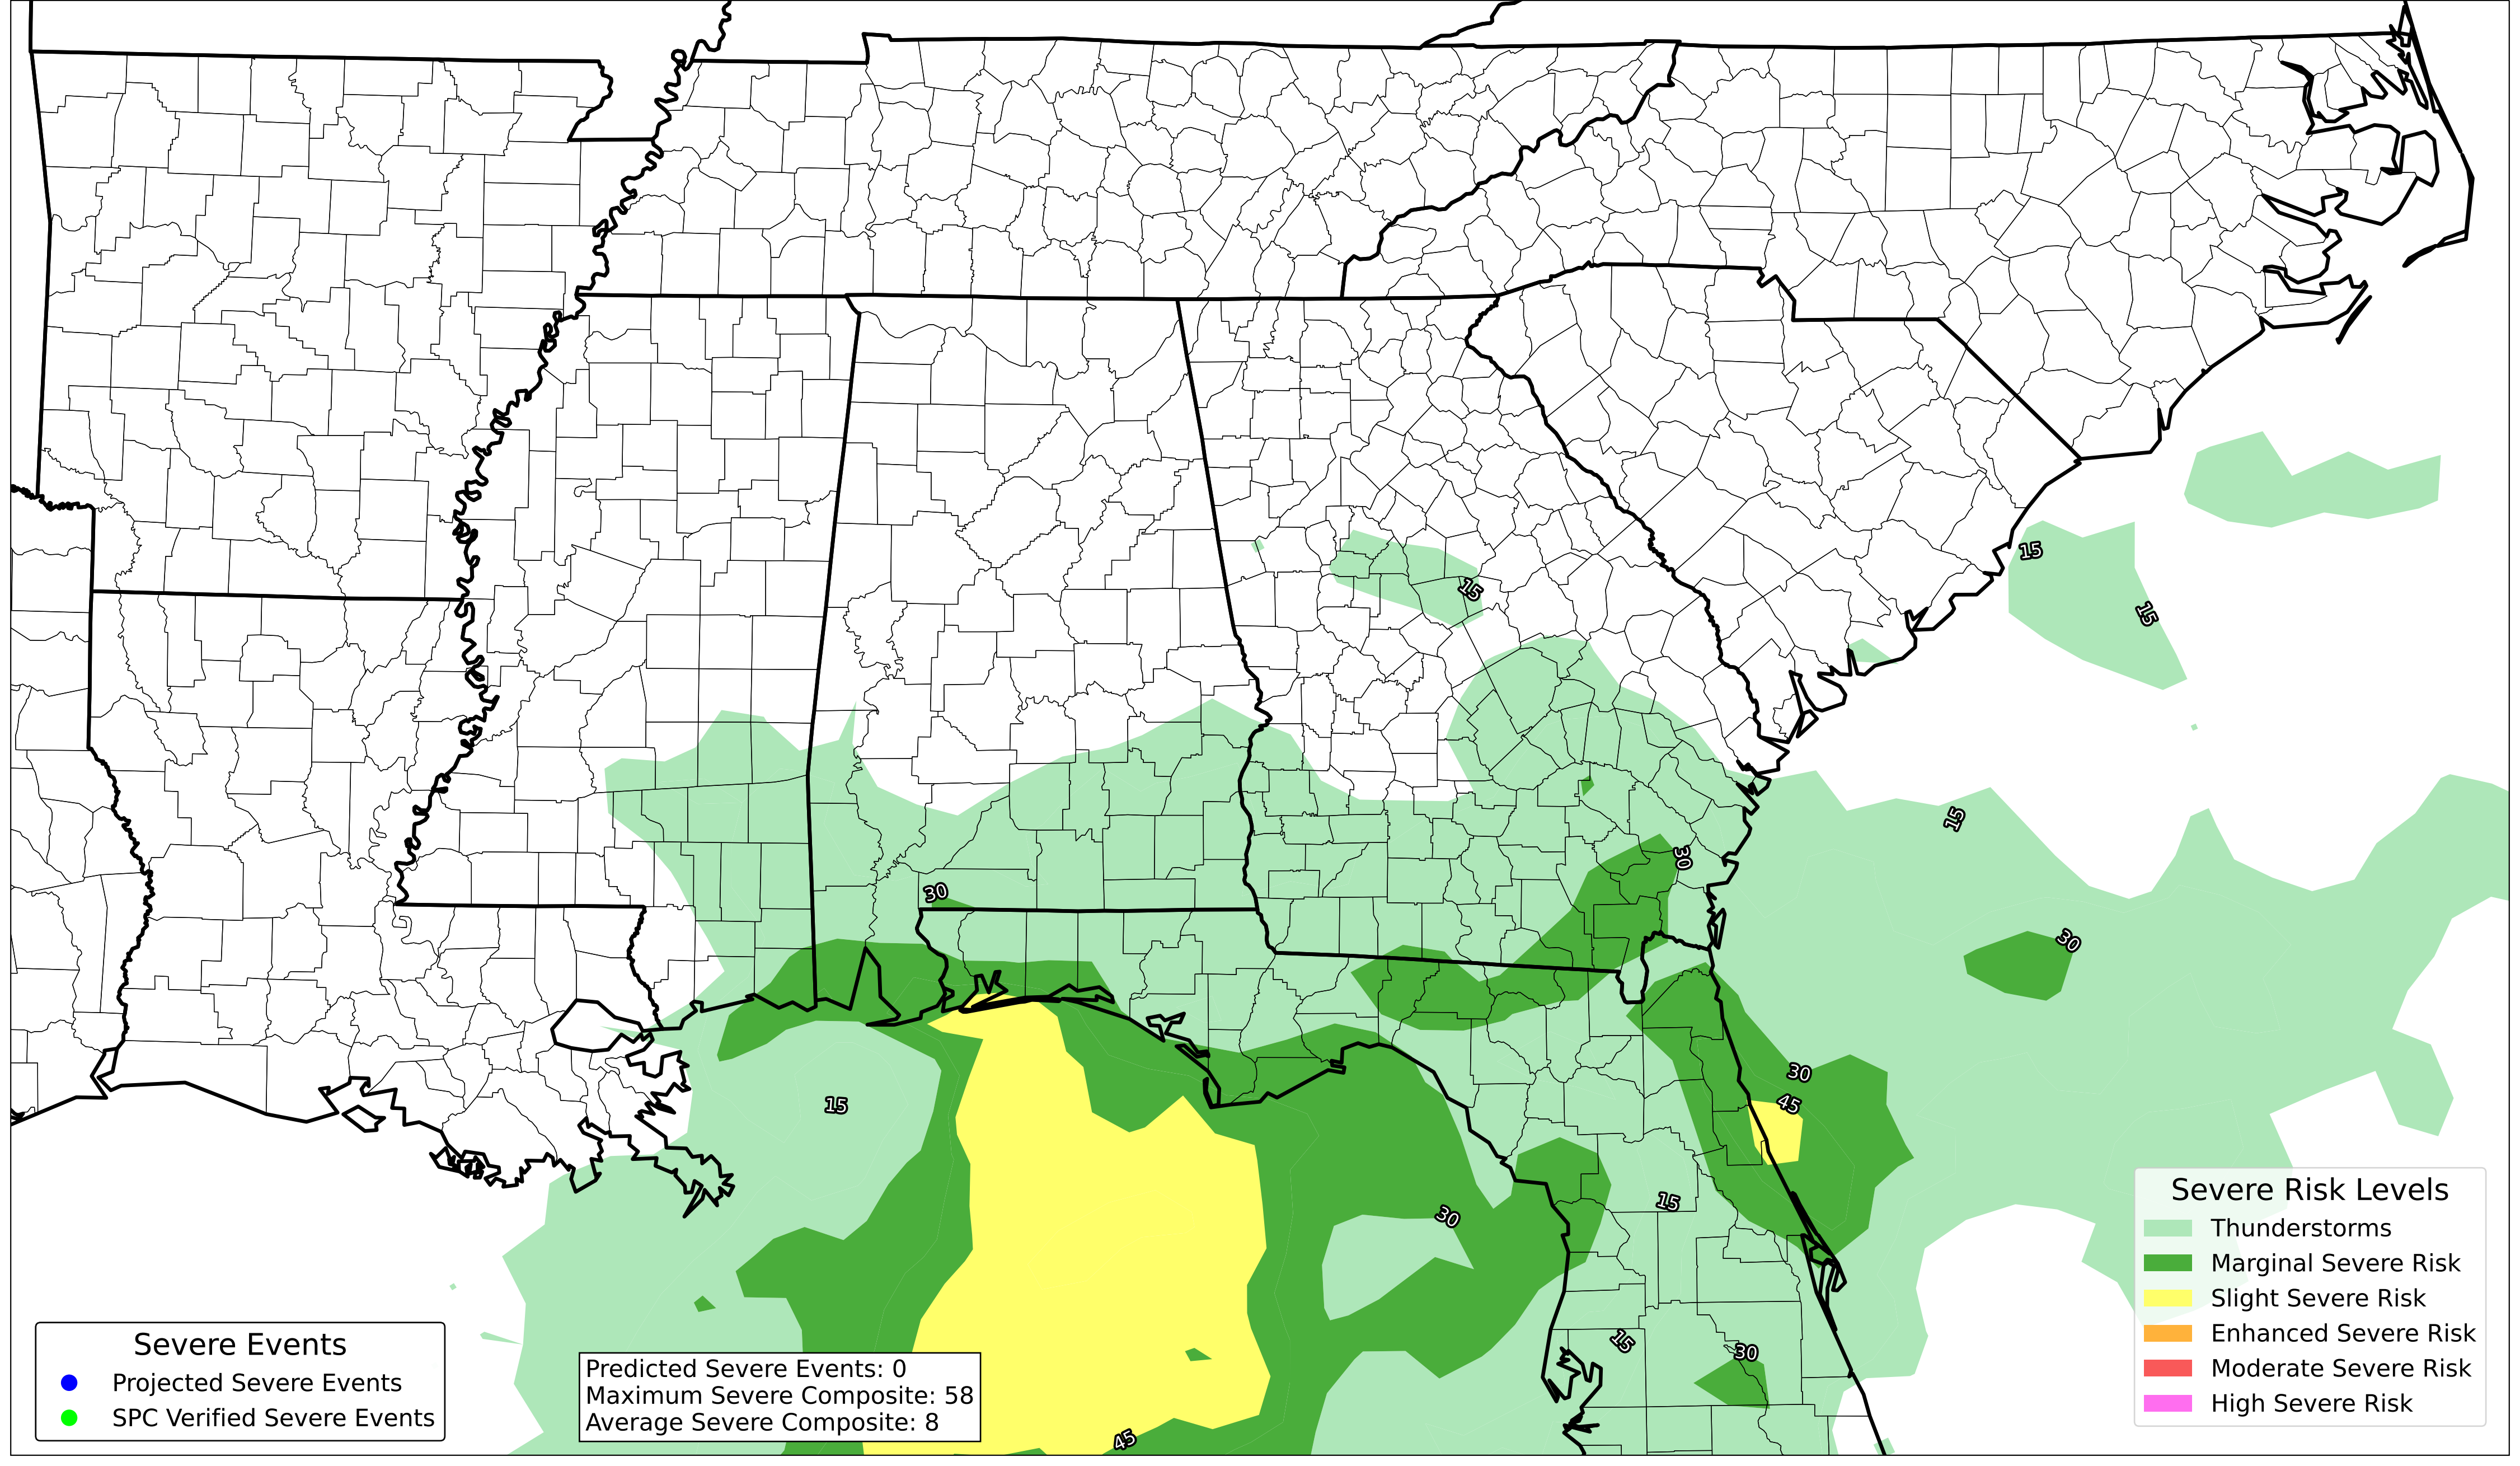 15
15
15
15
30
30
30
30
45
15
15
30
15
30
45
Severe Risk Levels
Thunderstorms
Marginal Severe Risk
Slight Severe Risk
Enhanced Severe Risk
Moderate Severe Risk
High Severe Risk
Severe Events
Projected Severe Events
SPC Verified Severe Events
Predicted Severe Events: 0
Maximum Severe Composite: 58
Average Severe Composite: 8